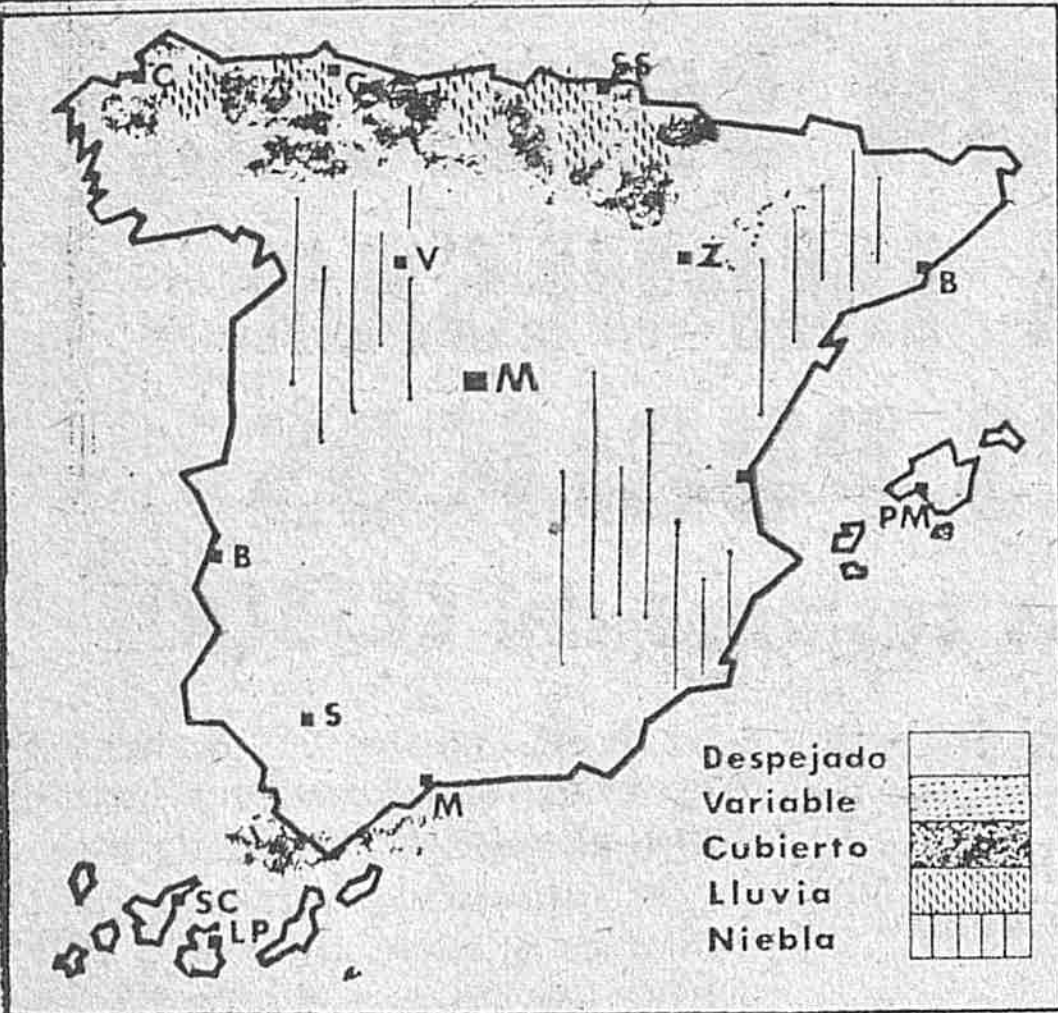 C
G
SS
V
Z
B
M
PM
B
S
M
SC
LP
Despejado
Variable
Cubierto
Lluvia
Niebla